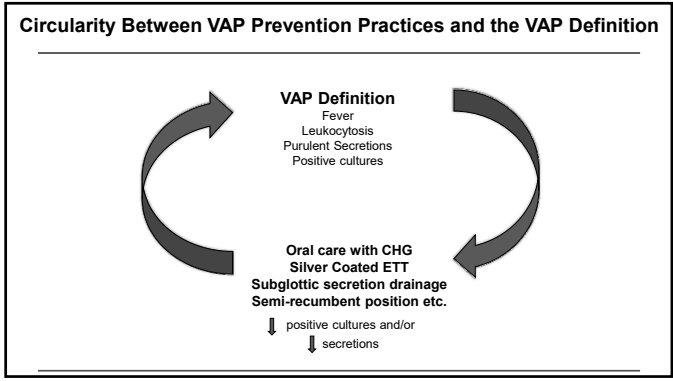 Circularity Between VAP Prevention Practices and the VAP Definition
VAP Definition
Fever
Leukocytosis
Purulent Secretions
Positive cultures
Oral care with CHG
Silver Coated ETT
Subglottic secretion drainage
Semi-recumbent position etc.
positive cultures and/or
secretions